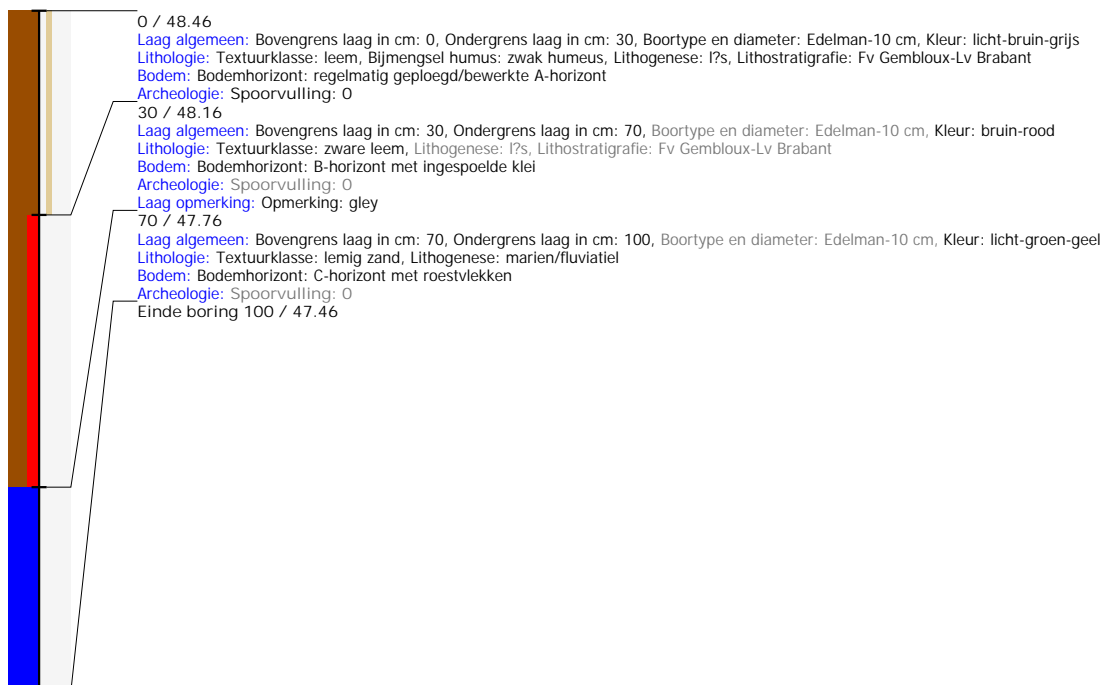 0 / 48.46
Laag algemeen: Bovengrens laag in cm: 0, Ondergrens laag in cm: 30, Boortype en diameter: Edelman-10 cm, Kleur: licht-bruin-grijs
Lithologie: Textuurklasse: leem, Bijmengsel humus: zwak humeus, Lithogenese: l?s, Lithostratigrafie: Fv Gembloux-Lv Brabant
Bodem: Bodemhorizont: regelmatig geploegd/bewerkte A-horizont
Archeologie: Spoorvulling: 0
30 / 48.16
Laag algemeen: Bovengrens laag in cm: 30, Ondergrens laag in cm: 70, Boortype en diameter: Edelman-10 cm, Kleur: bruin-rood
Lithologie: Textuurklasse: zware leem, Lithogenese: l?s, Lithostratigrafie: Fv Gembloux-Lv Brabant
Bodem: Bodemhorizont: B-horizont met ingespoelde klei
Archeologie: Spoorvulling: 0
Laag opmerking: Opmerking: gley
70 / 47.76
Laag algemeen: Bovengrens laag in cm: 70, Ondergrens laag in cm: 100, Boortype en diameter: Edelman-10 cm, Kleur: licht-groen-geel
Lithologie: Textuurklasse: lemig zand, Lithogenese: marien/fluviatiel
Bodem: Bodemhorizont: C-horizont met roestvlekken
Archeologie: Spoorvulling: 0
Einde boring 100 / 47.46